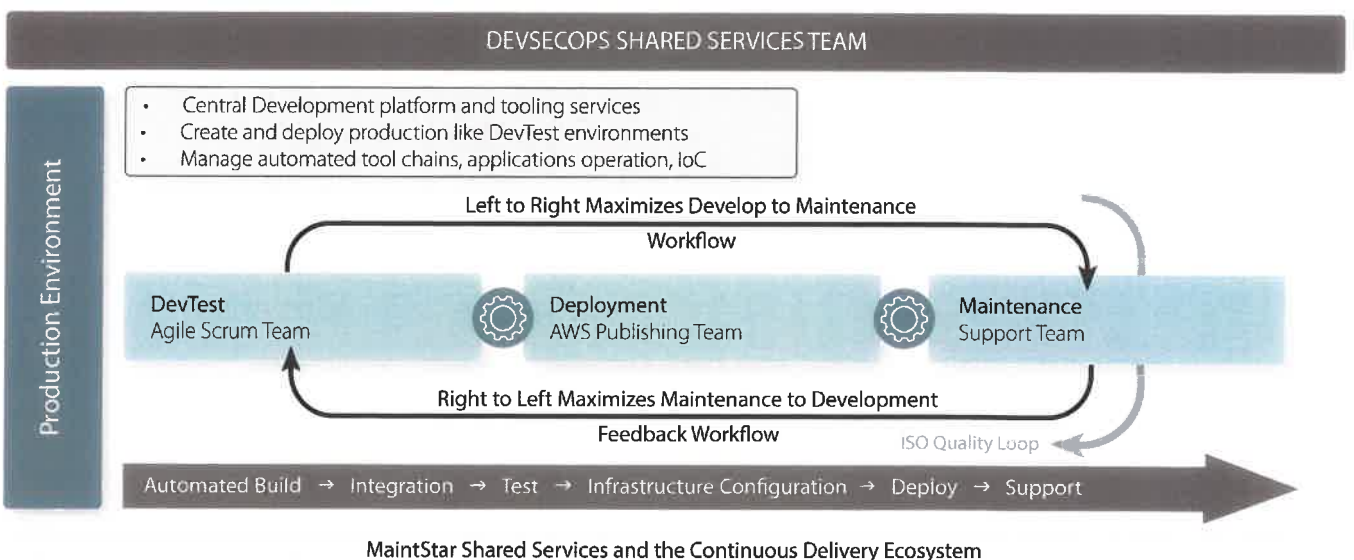 DEVSECOPS SHARED SERVICES TEAM
Production Environment
• Central Development platform and tooling services
• Create and deploy production like DevTest environments
• Manage automated tool chains, applications operation, IoC
Left to Right Maximizes Develop to Maintenance
Workflow
DevTest
Agile Scrum Team
Deployment
AWS Publishing Team
Maintenance
Support Team
Right to Left Maximizes Maintenance to Development
Feedback Workflow
ISO Quality Loop
Automated Build → Integration → Test → Infrastructure Configuration → Deploy → Support
MaintStar Shared Services and the Continuous Delivery Ecosystem